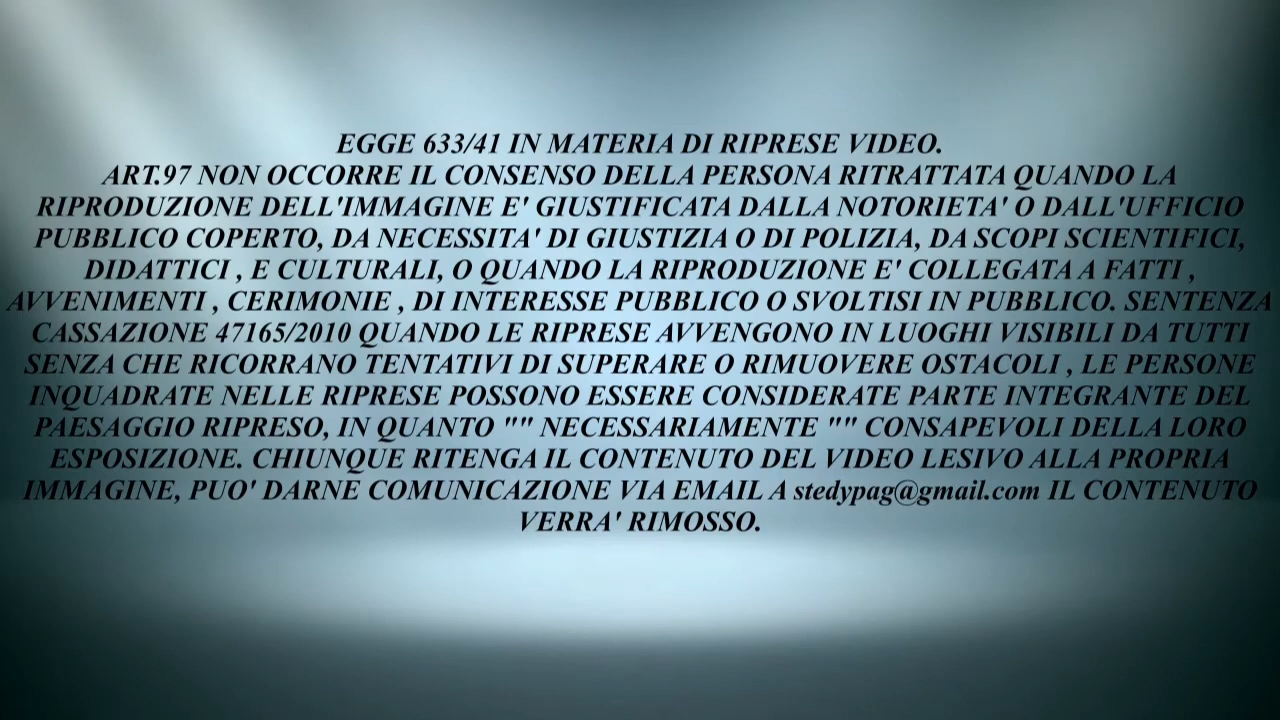 EGGE 633/41 IN MATERIA DI RIPRESE VIDEO.
ART.97 NON OCCORRE IL CONSENSO DELLA PERSONA RITRATTATA QUANDO LA
RIPRODUZIONE DELL'IMMAGINE E' GIUSTIFICATA DALLA NOTORIETA' O DALL'UFFICIO
PUBBLICO COPERTO, DA NECESSITA' DI GIUSTIZIA O DI POLIZIA, DA SCOPI SCIENTIFICI,
DIDATTICI , E CULTURALI, O QUANDO LA RIPRODUZIONE E' COLLEGATA A FATTI ,
AVVENIMENTI , CERIMONIE , DI INTERESSE PUBBLICO O SVOLTISI IN PUBBLICO. SENTENZA
CASSAZIONE 47165/2010 QUANDO LE RIPRESE AVVENGONO IN LUOGHI VISIBILI DA TUTTI
SENZA CHE RICORRANO TENTATIVI DI SUPERARE O RIMUOVERE OSTACOLI , LE PERSONE
INQUADRATE NELLE RIPRESE POSSONO ESSERE CONSIDERATE PARTE INTEGRANTE DEL
PAESAGGIO RIPRESO, IN QUANTO "" NECESSARIAMENTE "" CONSAPEVOLI DELLA LORO
ESPOSIZIONE. CHIUNQUE RITENGA IL CONTENUTO DEL VIDEO LESIVO ALLA PROPRIA
IMMAGINE, PUO' DARNE COMUNICAZIONE VIA EMAIL A stedypag@gmail.com IL CONTENUTO
VERRA' RIMOSSO.